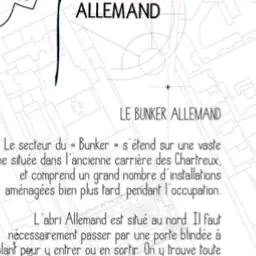 ALLEMAND
LE BUNKER ALLEMAND
Le secteur du « Bunker » s'étend sur une vaste
située dans l'ancienne carrière des Chartreux,
et comprend un grand nombre d'installations
aménagées bien plus tard, pendant l'occupation.
L'abri Allemand est situé au nord. Il faut
nécessairement passer par une porte blindée à
pour y entrer ou en sortir. On y trouve toute